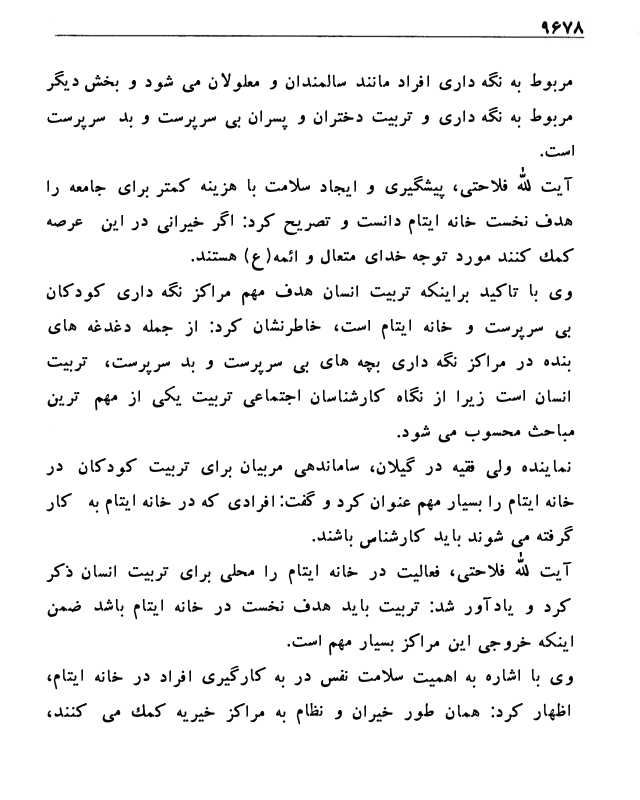 ۹۶۷۸
مربوط به نگه داری افراد مانند سالمندان و معلولان می شود و بخش دیگر
مربوط به نگه داری و تربیت دختران و پسران بی سرپرست و بد سرپرست
است.
آیت لله فلاحتی، پیشگیری و ایجاد سلامت با هزینه کمتر برای جامعه را
هدف نخست خانه ایتام دانست و تصریح کرد: اگر خیرانی در این عرصه
کمک کنند مورد توجه خدای متعال و ائمه(ع) هستند.
وی با تاکید براینکه تربیت انسان هدف مهم مراکز نگه داری کودکان
بی سرپرست و خانه ایتام است، خاطرنشان کرد: از جمله دغدغه های
بنده در مراکز نگه داری بچه های بی سرپرست و بد سرپرست، تربیت
انسان است زیرا از نگاه کارشناسان اجتماعی تربیت یکی از مهم ترین
مباحث محسوب می شود.
نماینده ولی فقیه در گیلان، ساماندهی مربیان برای تربیت کودکان در
خانه ایتام را بسیار مهم عنوان کرد و گفت: افرادی که در خانه ایتام به کار
گرفته می شوند باید کارشناس باشند.
آیت لله فلاحتی، فعالیت در خانه ایتام را محلی برای تربیت انسان ذکر
کرد و یادآور شد: تربیت باید هدف نخست در خانه ایتام باشد ضمن
اینکه خروجی این مراکز بسیار مهم است.
وی با اشاره به اهمیت سلامت نفس در به کارگیری افراد در خانه ایتام،
اظهار کرد: همان طور خیران و نظام به مراکز خیریه کمک می کنند،